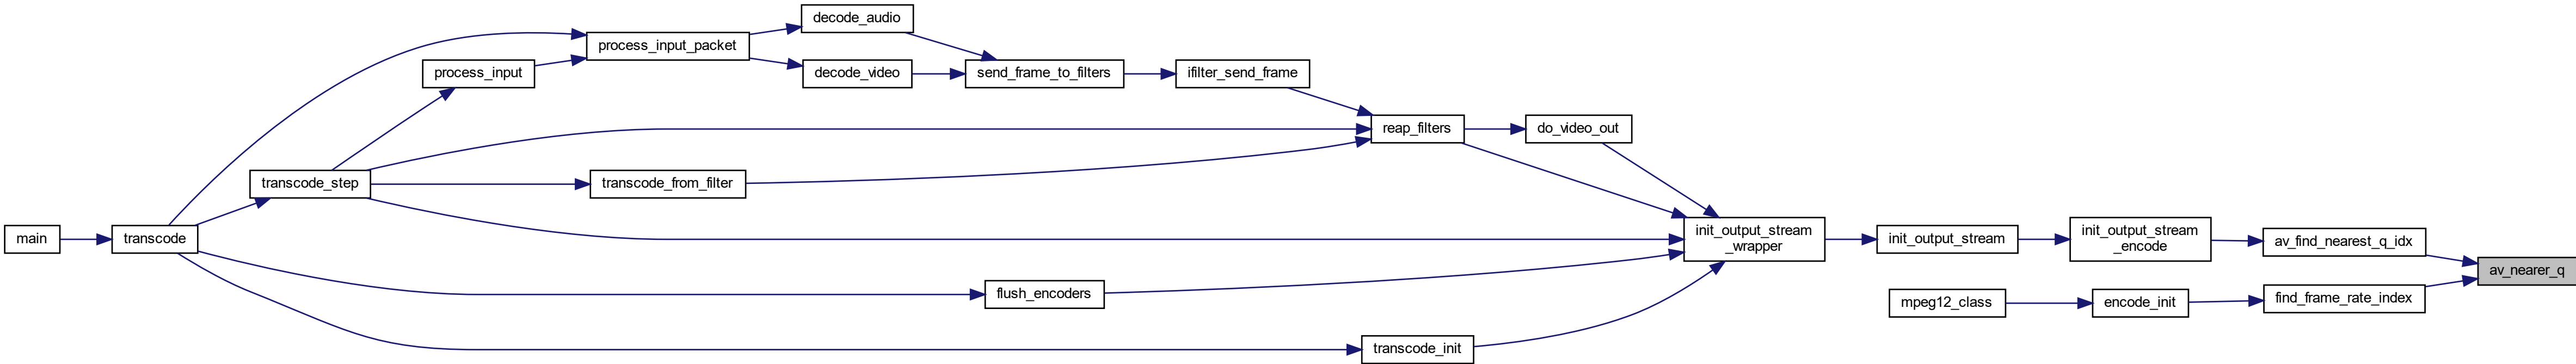 decode_audio
process_input_packet
process_input
decode_video
send_frame_to_filters
ifilter_send_frame
reap_filters
do_video_out
transcode_step
transcode_from_filter
main
transcode
init_output_stream
_wrapper
init_output_stream
init_output_stream
_encode
av_find_nearest_q_idx
av_nearer_q
flush_encoders
mpeg12_class
encode_init
find_frame_rate_index
transcode_init